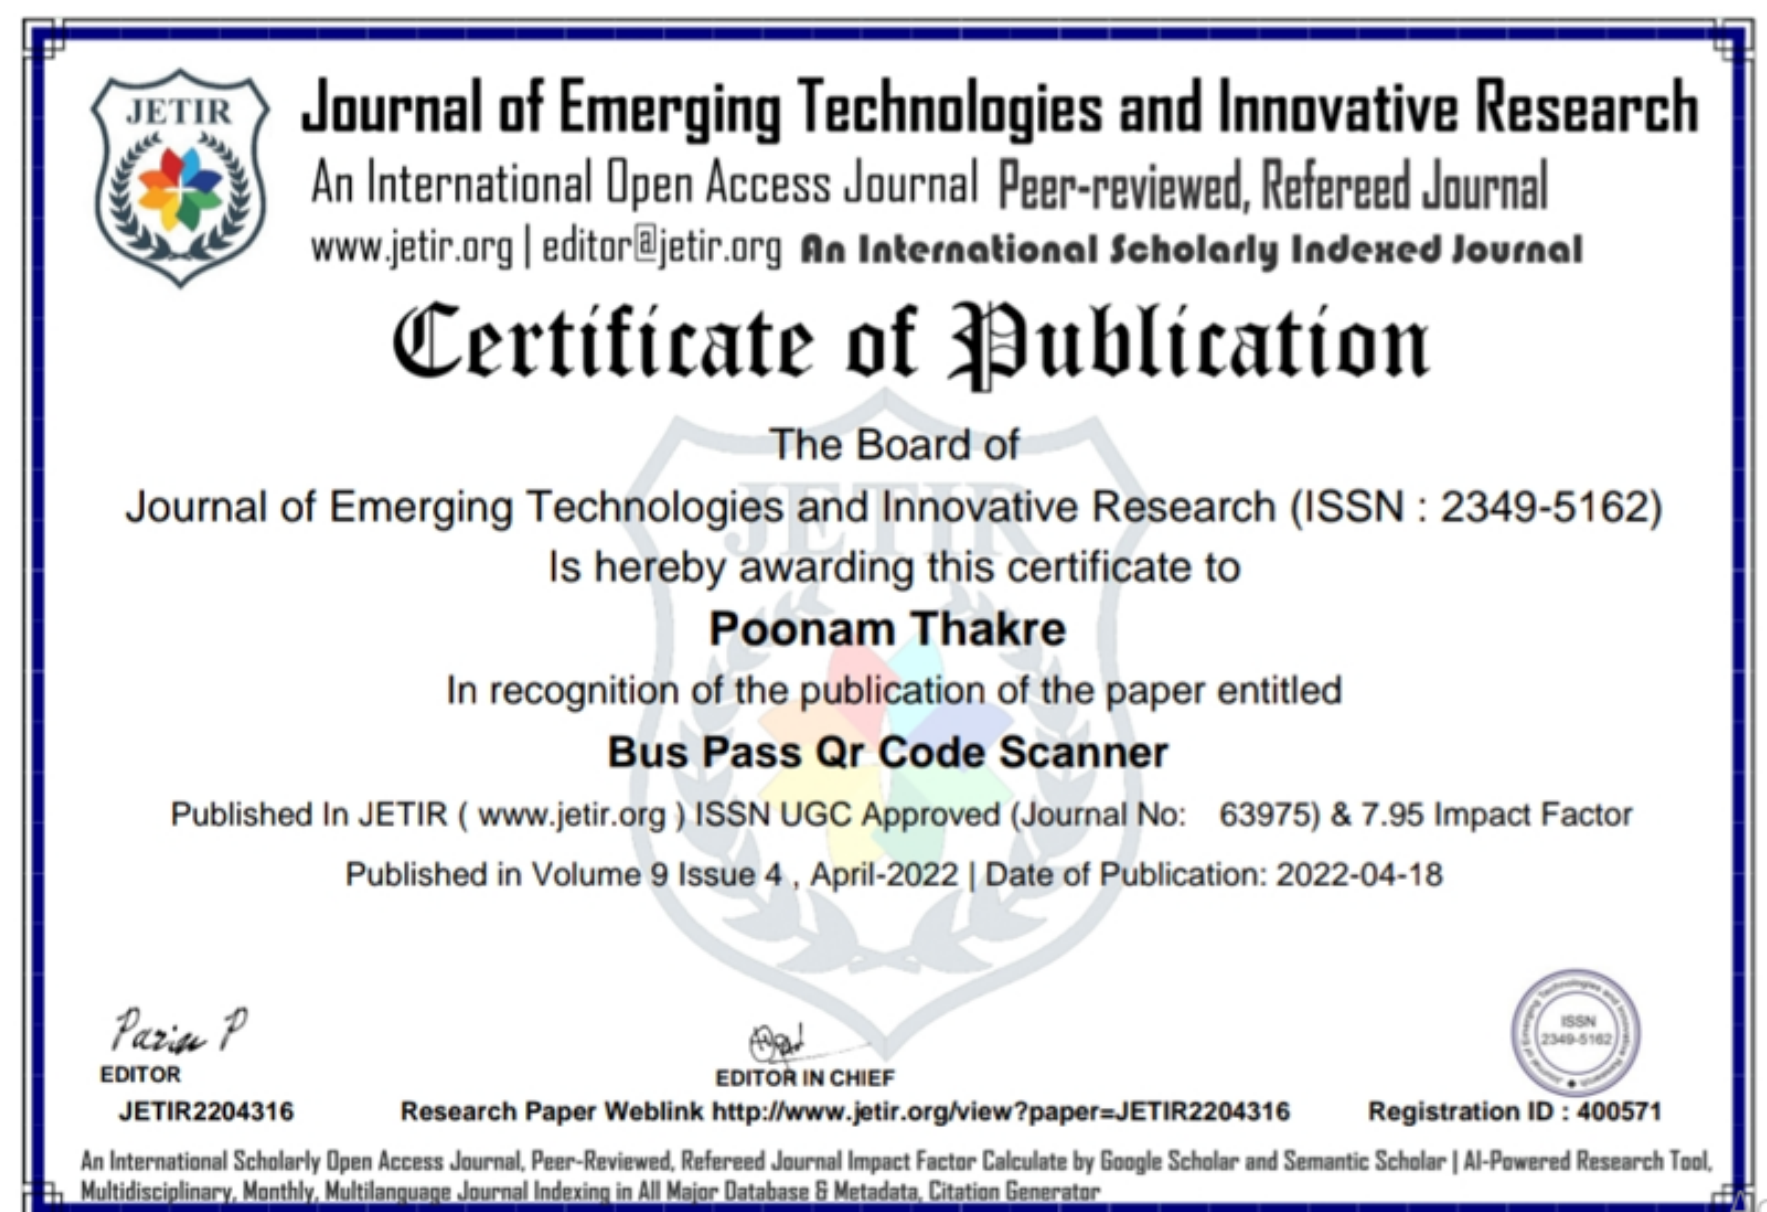 JETIR
Journal of Emerging Technologies and Innovative Research
An International Open Access Journal Peer-reviewed, Refereed Journal
www.jetir.org | editor@jetir.org An International Scholarly Indexed Journal
Certificate of Publication
The Board of
Journal of Emerging Technologies and Innovative Research (ISSN : 2349-5162)
Is hereby awarding this certificate to
Poonam Thakre
In recognition of the publication of the paper entitled
Bus Pass Qr Code Scanner
Published In JETIR ( www.jetir.org ) ISSN UGC Approved (Journal No: 63975) & 7.95 Impact Factor
Published in Volume 9 Issue 4 , April-2022 | Date of Publication: 2022-04-18
JETIR
EDITOR
EDITOR IN CHIEF
Journal of Emerging Technologies and Innovative Research
ISSN
2349-5162
JETIR2204316 Research Paper Weblink http://www.jetir.org/view?paper=JETIR2204316 Registration ID : 400571
An International Scholarly Open Access Journal, Peer-Reviewed, Refereed Journal Impact Factor Calculate by Google Scholar and Semantic Scholar | AI-Powered Research Tool,
Multidisciplinary, Monthly, Multilanguage Journal Indexing in All Major Database & Metadata, Citation Generator